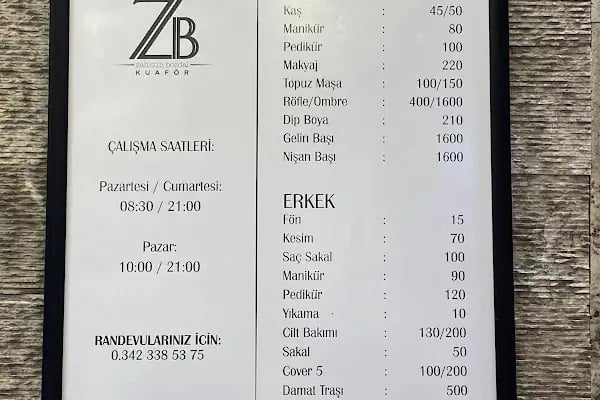 ZB
zahittin bozdal
KUAFÖR
ÇALIŞMA SAATLERİ:
Pazartesi / Cumartesi:
08:30 / 21:00
Pazar:
10:00 / 21:00
RANDEVULARINIZ İÇİN:
0.342 338 53 75
Kaş : 45/50
Manikür : 80
Pedikür : 100
Makyaj : 220
Topuz Maşa : 100/150
Röfle/Ombre : 400/1600
Dip Boya : 210
Gelin Başı : 1600
Nişan Başı : 1600
ERKEK
Fön : 15
Kesim : 70
Saç Sakal : 100
Manikür : 90
Pedikür : 120
Yıkama : 10
Cilt Bakımı : 130/200
Sakal : 50
Cover 5 : 100/200
Damat Traşı : 500